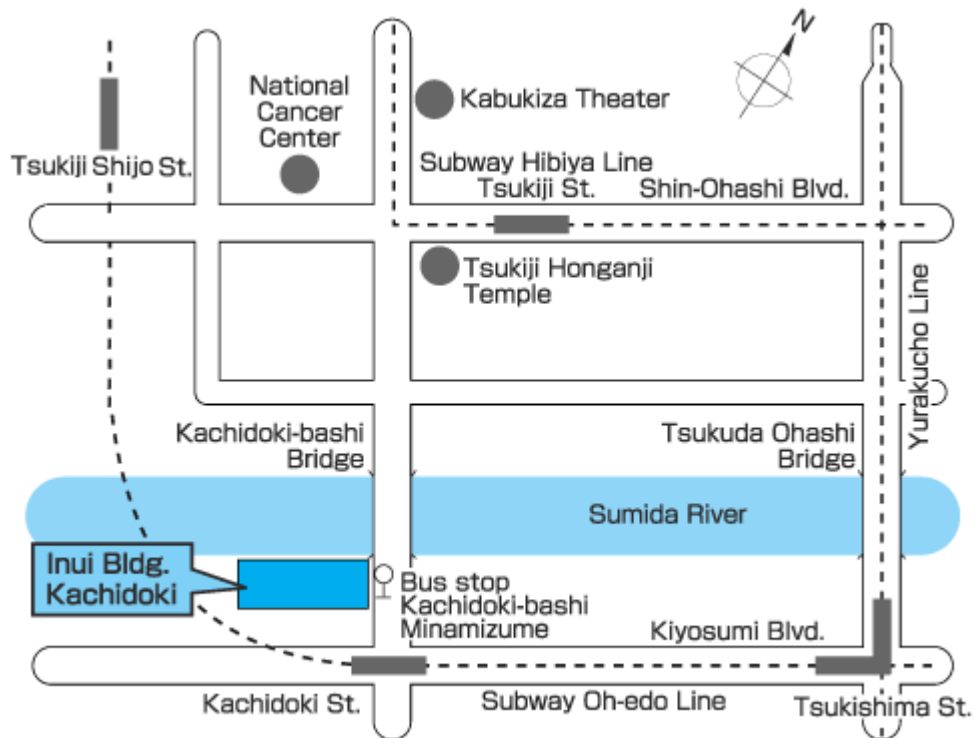 N
National
Cancer
Center
Kabukiza Theater
Tsukiji Shijo St.
Subway Hibiya Line
Tsukiji St.
Shin-Ohashi Blvd.
Tsukiji Honganji
Temple
Yurakucho Line
Kachidoki-bashi
Bridge
Tsukuda Ohashi
Bridge
Sumida River
Inui Bldg.
Kachidoki
Bus stop
Kachidoki-bashi
Minamizume
Kiyosumi Blvd.
Kachidoki St.
Subway Oh-edo Line
Tsukishima St.